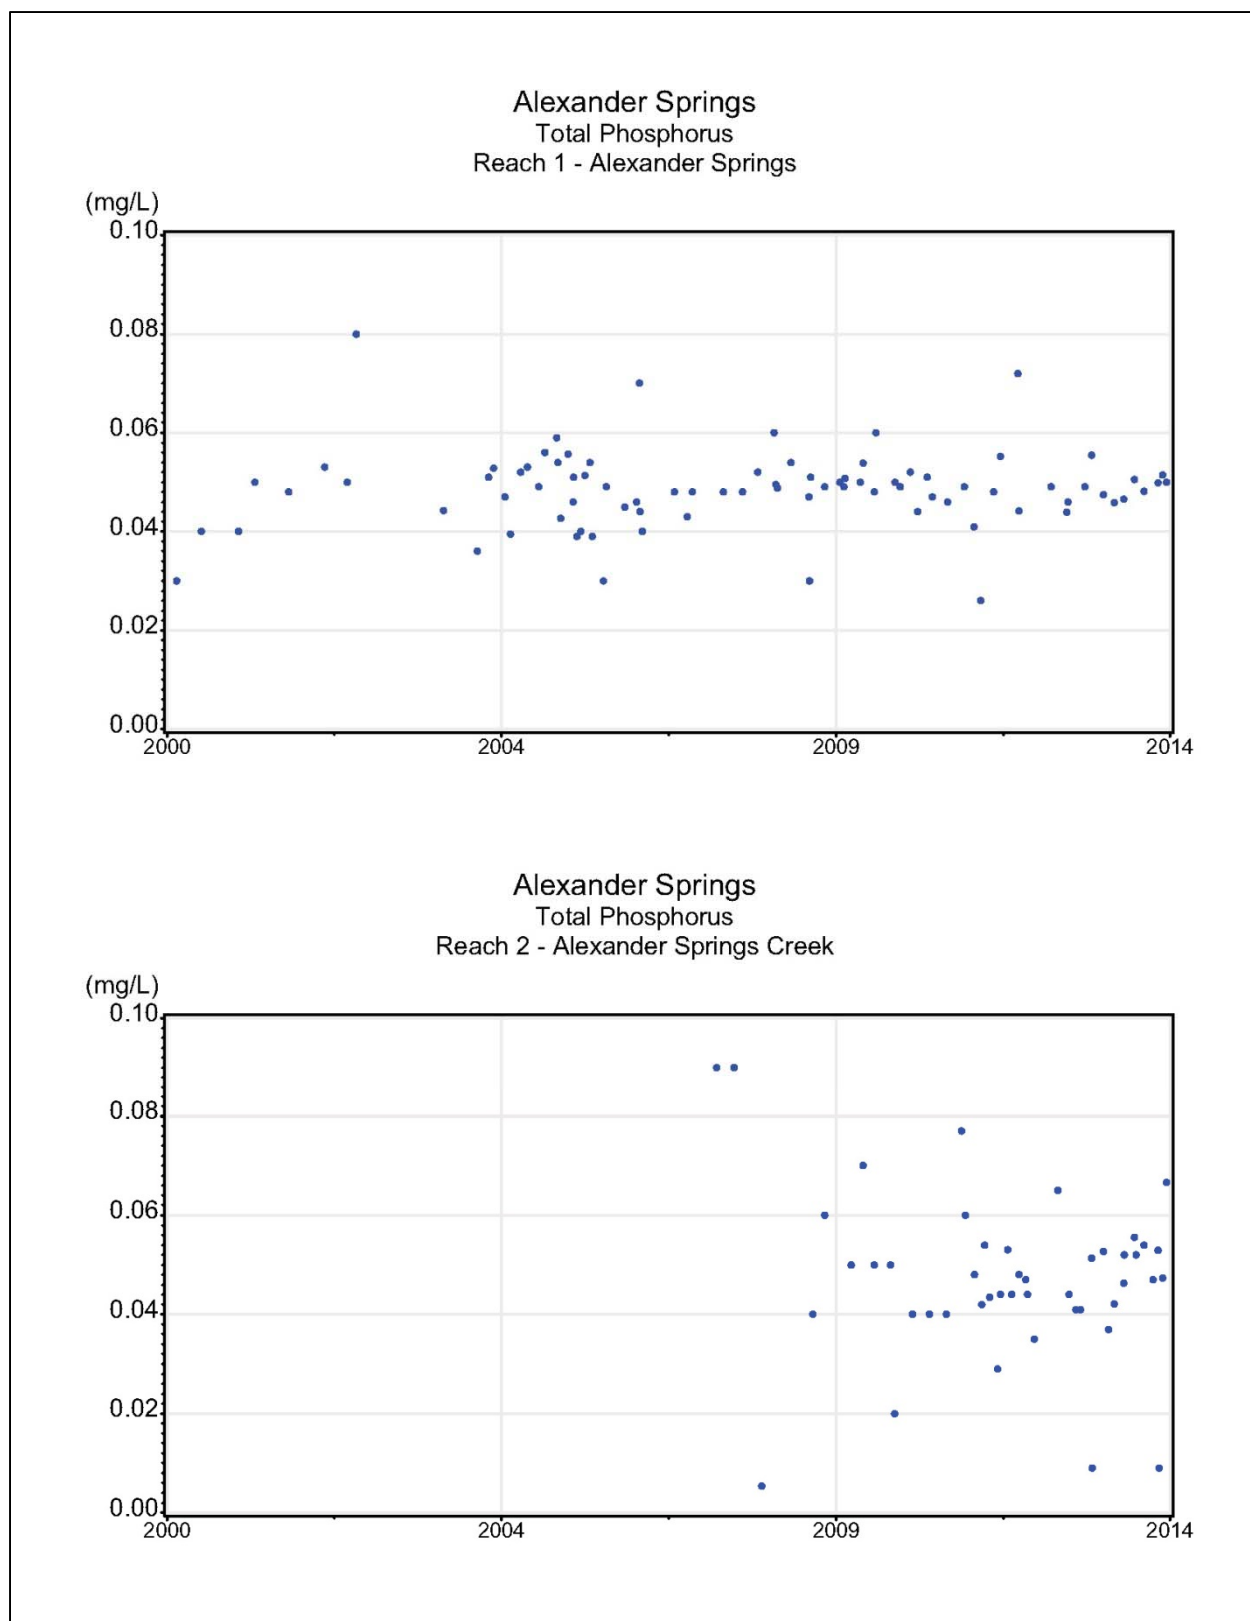 Alexander Springs
Total Phosphorus
Reach 1 - Alexander Springs
(mg/L)
0.10
0.08
0.06
0.04
0.02
0.00
2000 2004 2009 2014
Alexander Springs
Total Phosphorus
Reach 2 - Alexander Springs Creek
(mg/L)
0.10
0.08
0.06
0.04
0.02
0.00
2000 2004 2009 2014